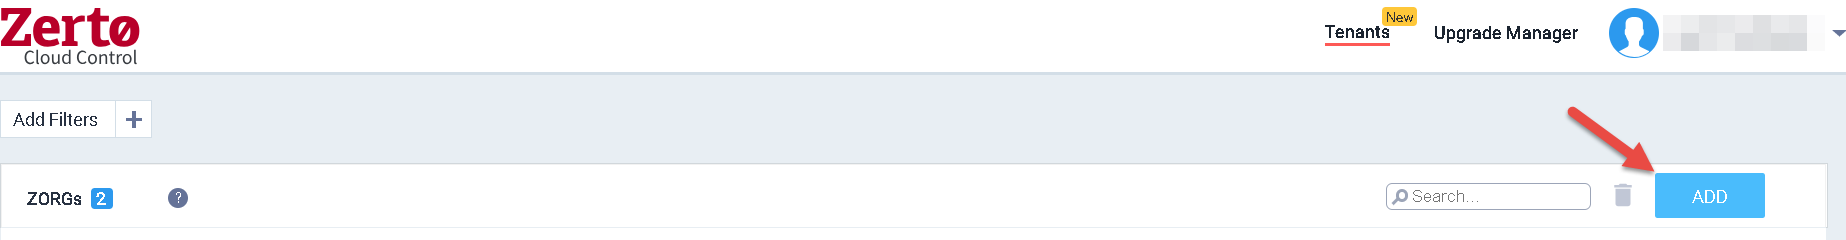 Zerto
Cloud Control
Tenants
New
Upgrade Manager
Add Filters +
ZORGs 2 ?
Search...
ADD